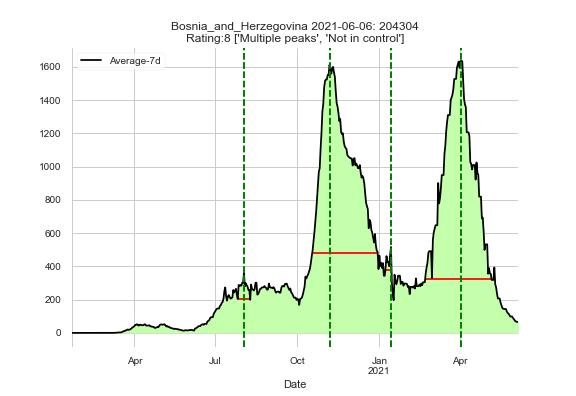 Bosnia_and_Herzegovina 2021-06-06: 204304
Rating:8 ['Multiple peaks', 'Not in control']
Average-7d
1600
1400
1200
1000
800
600
400
200
0
Apr Jul Oct Jan Apr
2021
Date